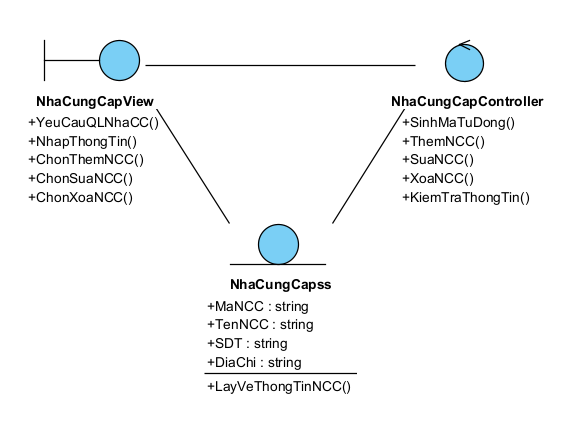 NhaCungCapView
+YeuCauQLNhaCC()
+NhapThongTin()
+ChonThemNCC()
+ChonSuaNCC()
+ChonXoaNCC()
NhaCungCapController
+SinhMaTuDong()
+ThemNCC()
+SuaNCC()
+XoaNCC()
+KiemTraThongTin()
NhaCungCapss
+MaNCC : string
+TenNCC : string
+SDT : string
+DiaChi : string
+LayVeThongTinNCC()